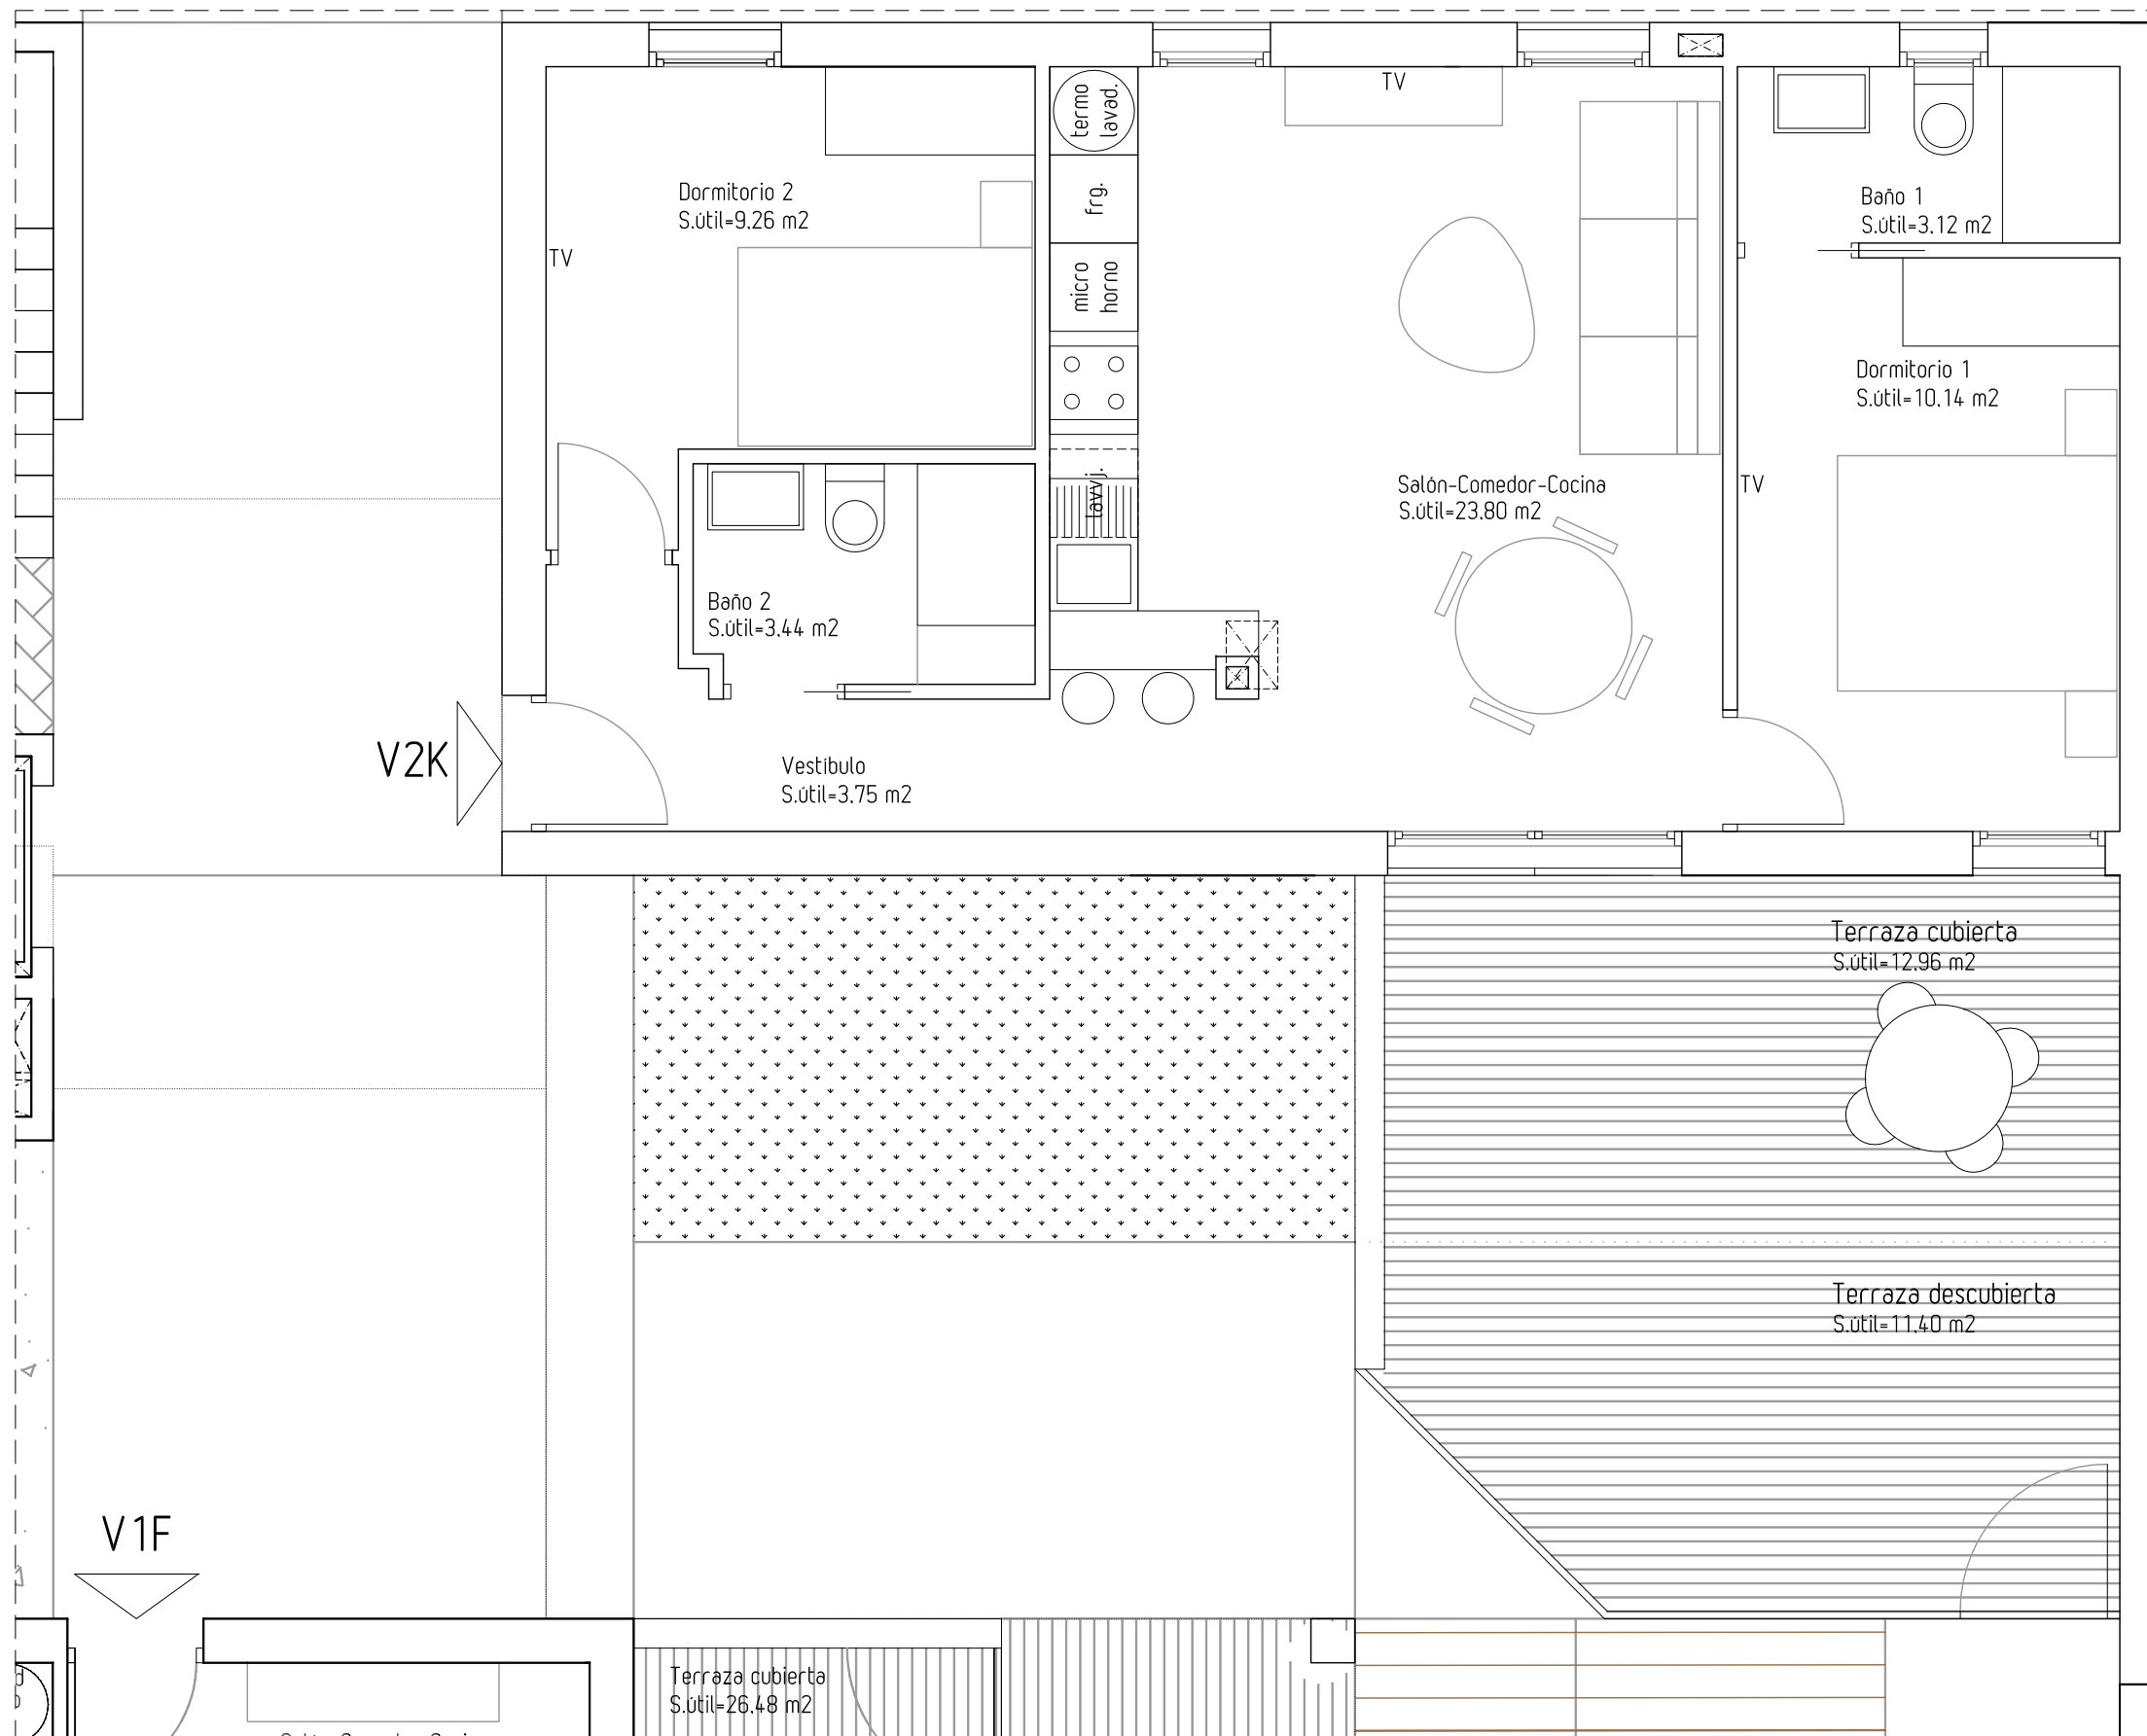 TV
termo
lavad.
Dormitorio 2
S.útil=9,26 m2
frg.
Baño 1
S.útil=3,12 m2
TV
micro
horno
Dormitorio 1
S.útil=10,14 m2
lavvj.
Salón-Comedor-Cocina
S.útil=23,80 m2
TV
Baño 2
S.útil=3,44 m2
V2K
Vestíbulo
S.útil=3,75 m2
Terraza cubierta
S.útil=12,96 m2
Terraza descubierta
S.útil=11,40 m2
V1F
Terraza cubierta
S.útil=26,48 m2